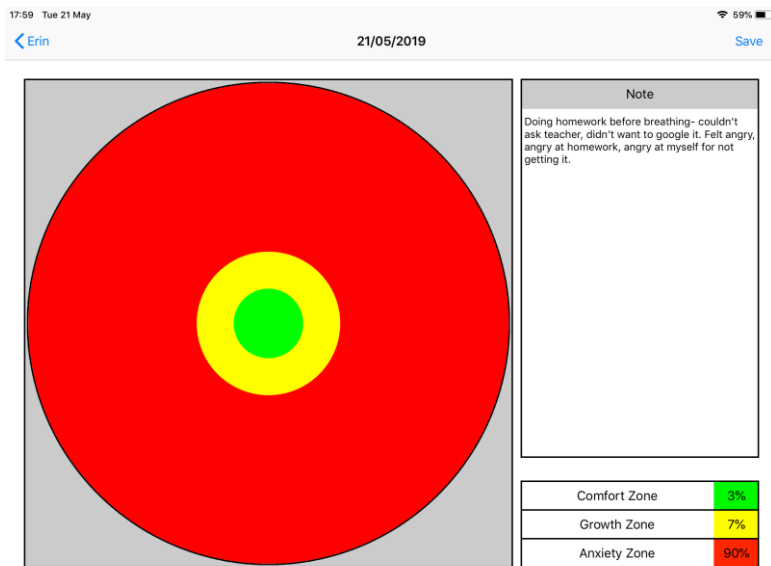 17:59 Tue 21 May
59%
Erin
21/05/2019
Save
Note
Doing homework before breathing- couldn't
ask teacher, didn't want to google it. Felt angry,
angry at homework, angry at myself for not
getting it.
Comfort Zone 3%
Growth Zone 7%
Anxiety Zone 90%